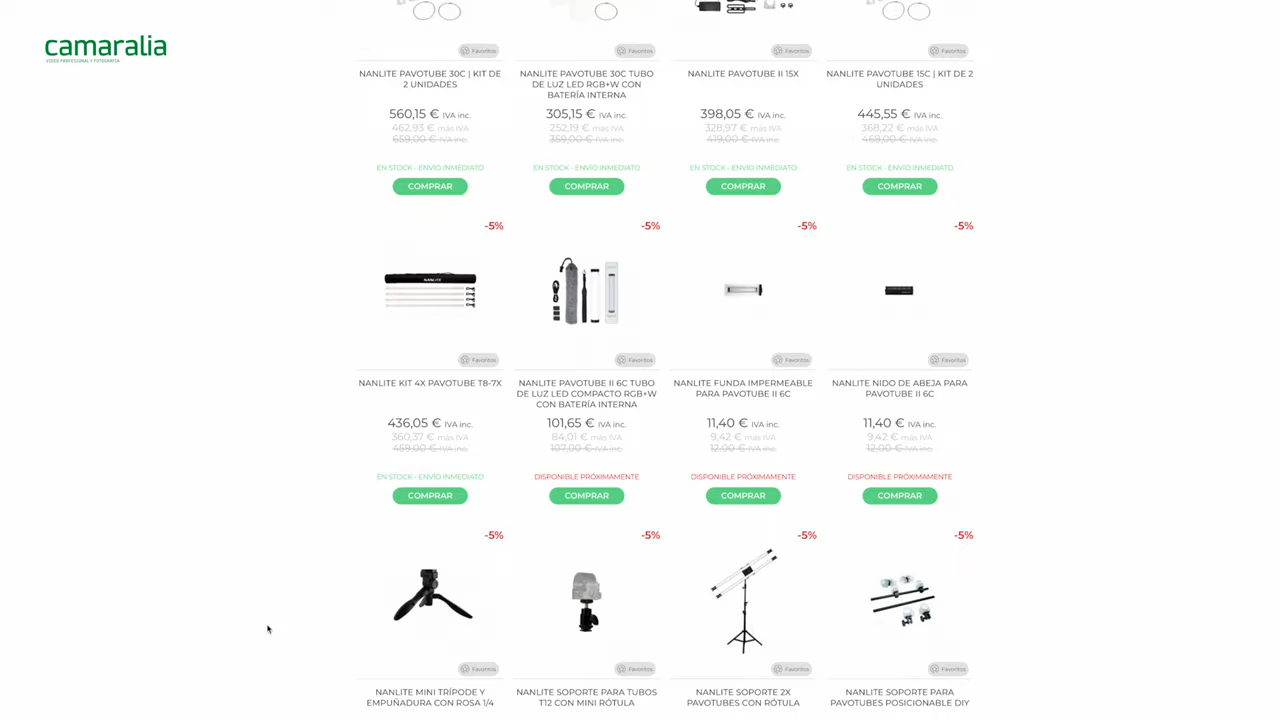 camaralia
VÍDEO PROFESIONAL Y FOTOGRAFÍA
Favoritos Favoritos Favoritos Favoritos
NANLITE PAVOTUBE 30C | KIT DE
2 UNIDADES
560,15 € IVA inc.
462,93 € más IVA
659,00 € IVA inc.
EN STOCK - ENVÍO INMEDIATO
COMPRAR
NANLITE PAVOTUBE 30C TUBO
DE LUZ LED RGB+W CON
BATERÍA INTERNA
305,15 € IVA inc.
252,19 € más IVA
359,00 € IVA inc.
EN STOCK - ENVÍO INMEDIATO
COMPRAR
NANLITE PAVOTUBE II 15X
398,05 € IVA inc.
328,97 € más IVA
419,00 € IVA inc.
EN STOCK - ENVÍO INMEDIATO
COMPRAR
NANLITE PAVOTUBE 15C | KIT DE 2
UNIDADES
445,55 € IVA inc.
368,22 € más IVA
469,00 € IVA inc.
EN STOCK - ENVÍO INMEDIATO
COMPRAR
-5% -5% -5% -5%
NANLITE
Favoritos Favoritos Favoritos Favoritos
NANLITE KIT 4X PAVOTUBE T8-7X
436,05 € IVA inc.
360,37 € más IVA
459,00 € IVA inc.
EN STOCK - ENVÍO INMEDIATO
COMPRAR
NANLITE PAVOTUBE II 6C TUBO
DE LUZ LED COMPACTO RGB+W
CON BATERÍA INTERNA
101,65 € IVA inc.
84,01 € más IVA
107,00 € IVA inc.
DISPONIBLE PRÓXIMAMENTE
COMPRAR
NANLITE FUNDA IMPERMEABLE
PARA PAVOTUBE II 6C
11,40 € IVA inc.
9,42 € más IVA
12,00 € IVA inc.
DISPONIBLE PRÓXIMAMENTE
COMPRAR
NANLITE NIDO DE ABEJA PARA
PAVOTUBE II 6C
11,40 € IVA inc.
9,42 € más IVA
12,00 € IVA inc.
DISPONIBLE PRÓXIMAMENTE
COMPRAR
-5% -5% -5% -5%
Favoritos Favoritos Favoritos Favoritos
NANLITE MINI TRÍPODE Y
EMPUÑADURA CON ROSA 1/4
NANLITE SOPORTE PARA TUBOS
T12 CON MINI RÓTULA
NANLITE SOPORTE 2X
PAVOTUBES CON RÓTULA
NANLITE SOPORTE PARA
PAVOTUBES POSICIONABLE DIY